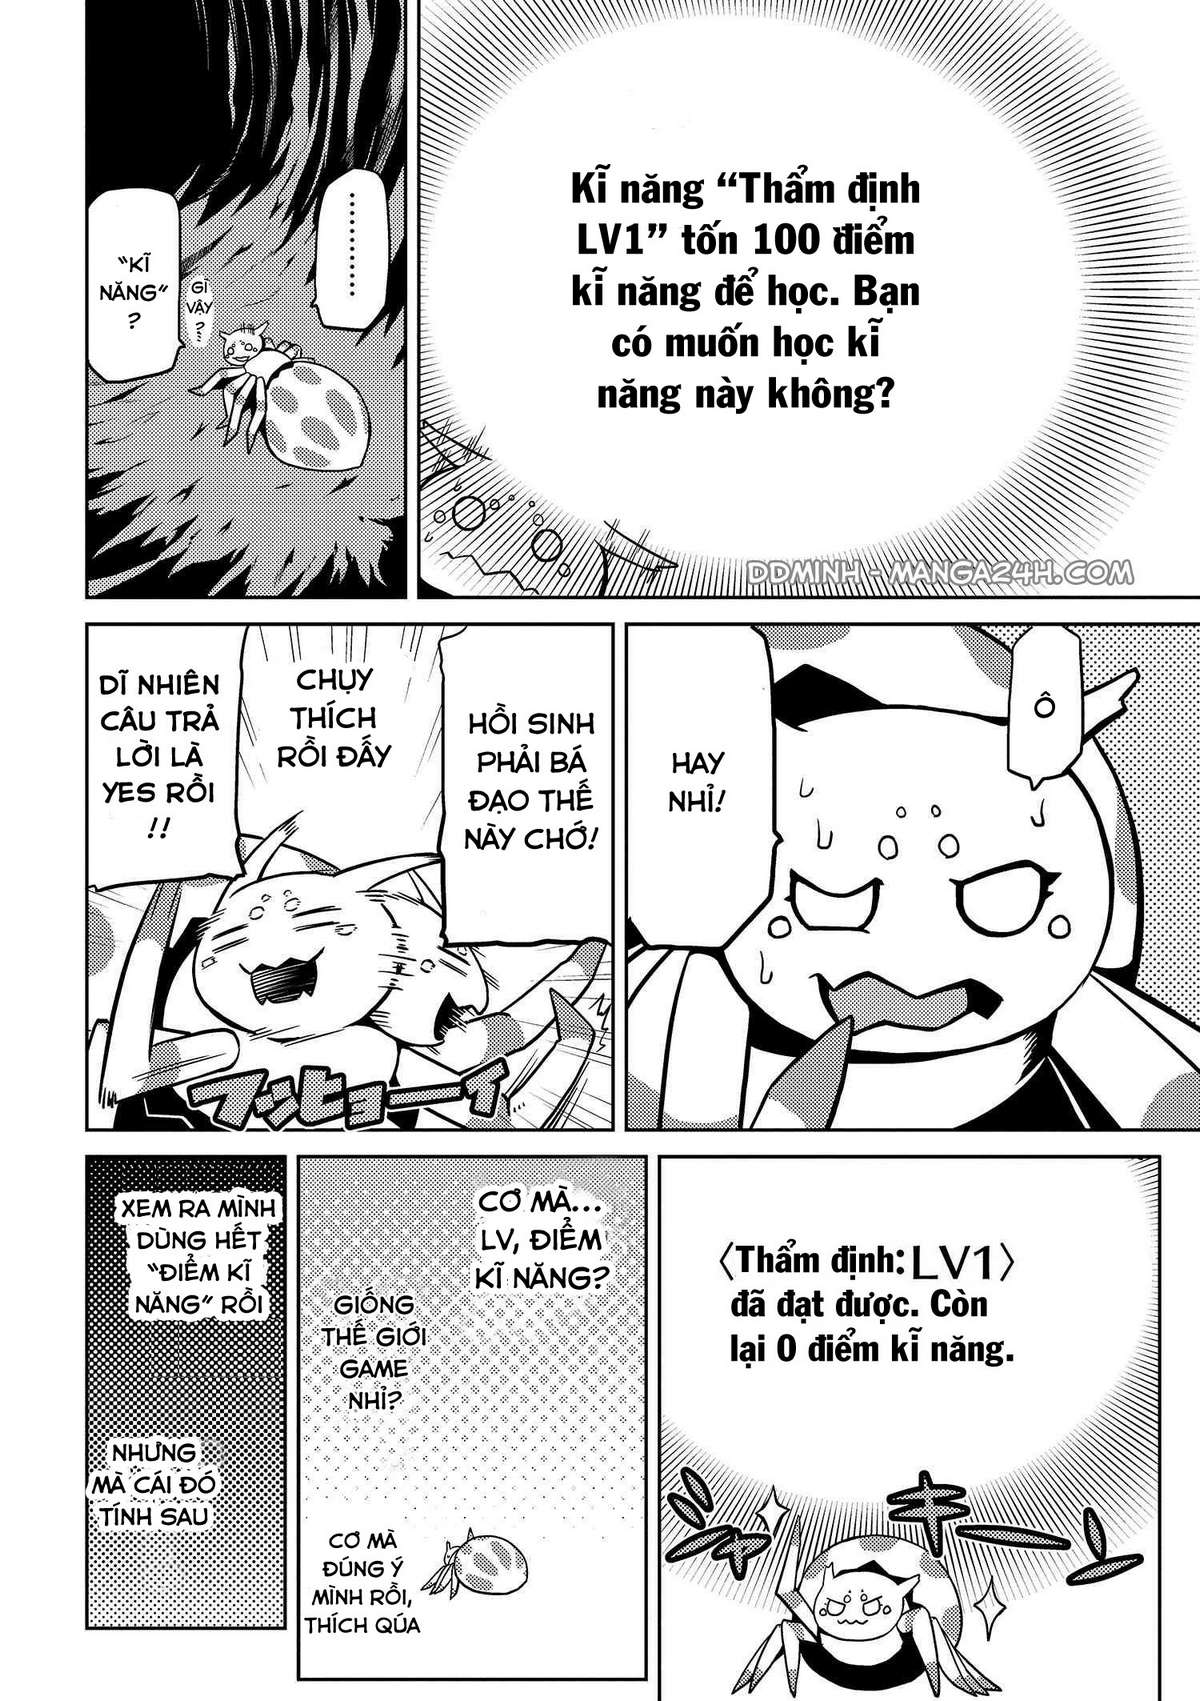 Kĩ năng “Thẩm định
LV1” tốn 100 điểm
kĩ năng để học. Bạn
có muốn học kĩ
năng này không?
DDMINH - MANGA24H.COM
..........
GÌ
VẬY
?
“KĨ
NĂNG”
?
Ô
HAY
NHỈ!
HỒI SINH
PHẢI BÁ
ĐẠO THẾ
NÀY CHỚ!
CHỤY
THÍCH
RỒI ĐẤY
DĨ NHIÊN
CÂU TRẢ
LỜI LÀ
YES RỒI
!!
フンヒョーーイ
〈Thẩm định:LV1〉
đã đạt được. Còn
lại 0 điểm kĩ năng.
CƠ MÀ...
LV, ĐIỂM
KĨ NĂNG?
GIỐNG
THẾ GIỚI
GAME
NHỈ?
CƠ MÀ
ĐÚNG Ý
MÌNH RỒI,
THÍCH QÚA
XEM RA MÌNH
DÙNG HẾT
“ĐIỂM KĨ
NĂNG” RỒI
NHƯNG
MÀ CÁI ĐÓ
TÍNH SAU